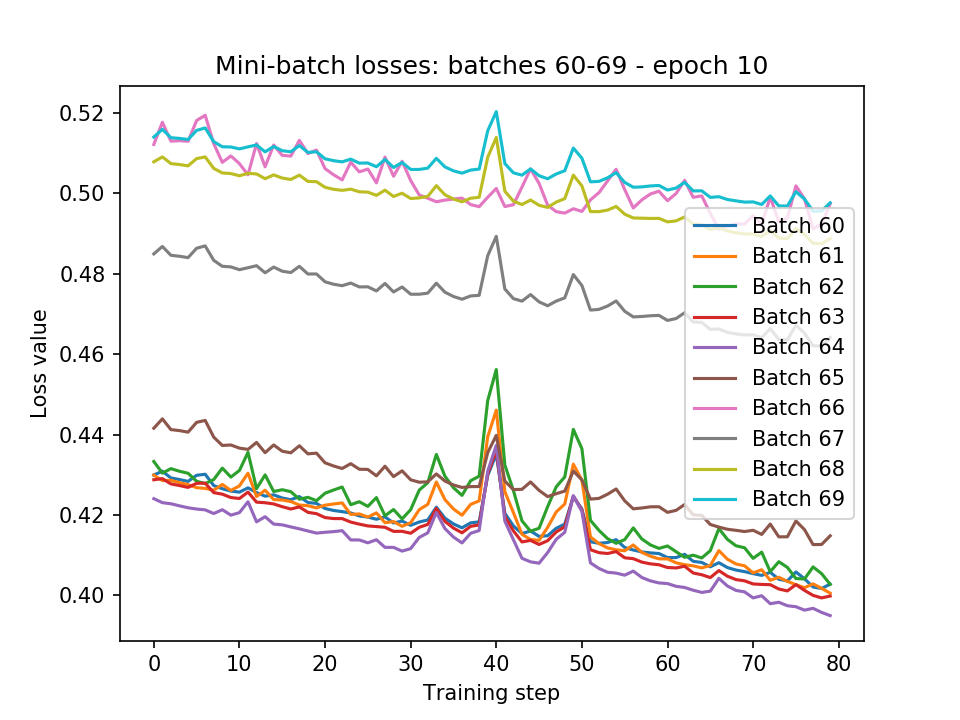 Mini-batch losses: batches 60-69 - epoch 10
Loss value
0.52
0.50
0.48
0.46
0.44
0.42
0.40
Batch 60
Batch 61
Batch 62
Batch 63
Batch 64
Batch 65
Batch 66
Batch 67
Batch 68
Batch 69
0 10 20 30 40 50 60 70 80
Training step